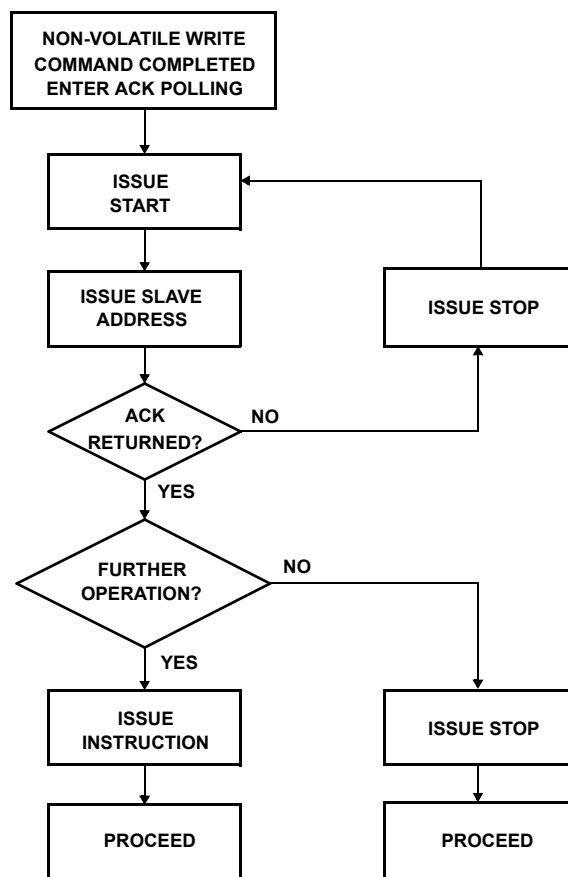 NON-VOLATILE WRITE
COMMAND COMPLETED
ENTER ACK POLLING
ISSUE
START
ISSUE SLAVE
ADDRESS
ISSUE STOP
ACK
RETURNED?
NO
YES
FURTHER
OPERATION?
NO
YES
ISSUE
INSTRUCTION
ISSUE STOP
PROCEED
PROCEED